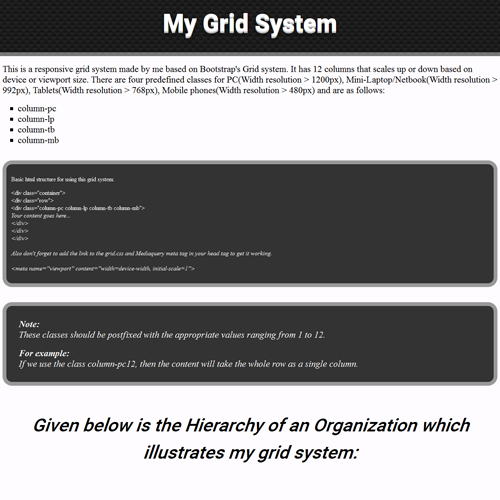 My Grid System
This is a responsive grid system made by me based on Bootstrap's Grid system. It has 12 columns that scales up or down based on
device or viewport size. There are four predefined classes for PC(Width resolution > 1200px), Mini-Laptop/Netbook(Width resolution >
992px), Tablets(Width resolution > 768px), Mobile phones(Width resolution > 480px) and are as follows:
column-pc
column-lp
column-tb
column-mb
Basic html structure for using this grid system:
<div class="container">
<div class="row">
<div class="column-pc column-lp column-tb column-mb">
Your content goes here...
</div>
</div>
</div>
Also don't forget to add the link to the grid.css and Mediaquery meta tag in your head tag to get it working.
<meta name="viewport" content="width=device-width, initial-scale=1">
Note:
These classes should be postfixed with the appropriate values ranging from 1 to 12.
For example:
If we use the class column-pc12, then the content will take the whole row as a single column.
Given below is the Hierarchy of an Organization which
illustrates my grid system: